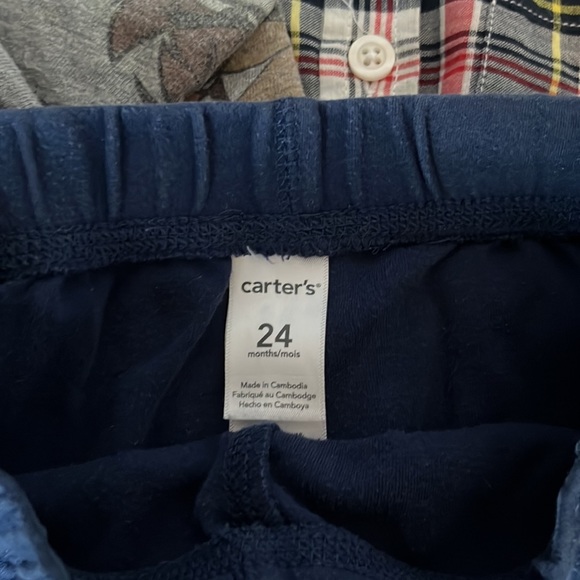 carter's®
24
months/mois
Made in Cambodia
Fabriqué au Cambodge
Hecho en Camboya